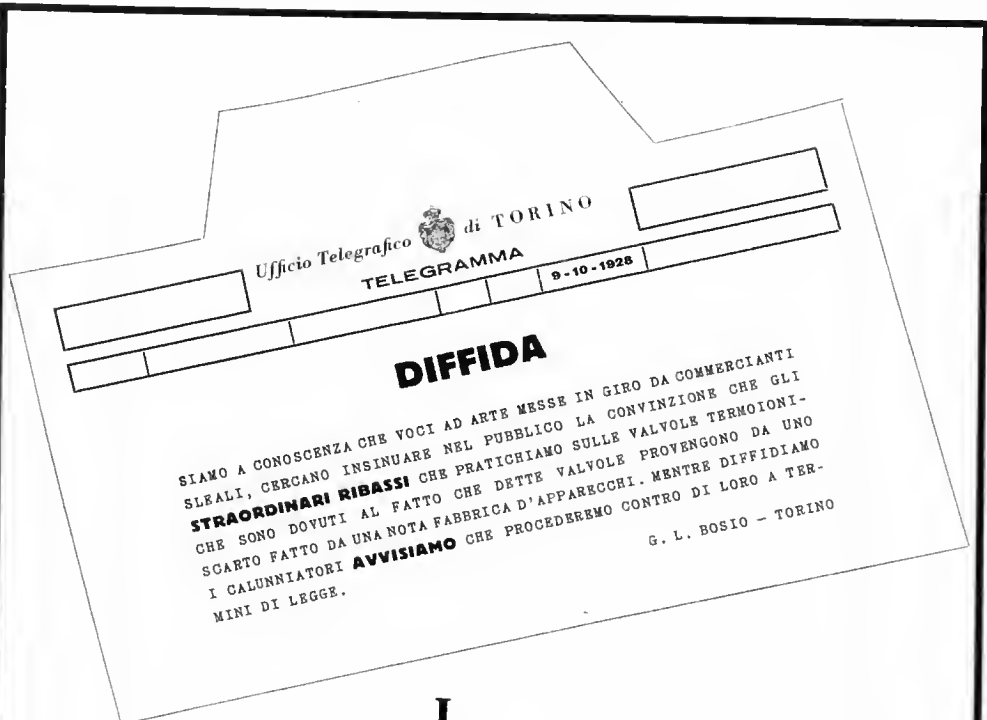 Ufficio Telegrafico di TORINO
TELEGRAMMA
9-10-1928
DIFFIDA
SIAMO A CONOSCENZA CHE VOCI AD ARTE MESSE IN GIRO DA COMMERCIANTI
SLEALI, CERCANO INSINUARE NEL PUBBLICO LA CONVINZIONE CHE GLI
STRAORDINARI RIBASSI CHE PRATICHIAMO SULLE VALVOLE TERMOIONI-
CHE SONO DOVUTI AL FATTO CHE DETTE VALVOLE PROVENGONO DA UNO
SCARTO FATTO DA UNA NOTA FABBRICA D'APPARECCHI. MENTRE DIFFIDIAMO
I CALUNNIATORI AVVISIAMO CHE PROCEDEREMO CONTRO DI LORO A TER-
MINI DI LEGGE.
G. L. BOSIO — TORINO